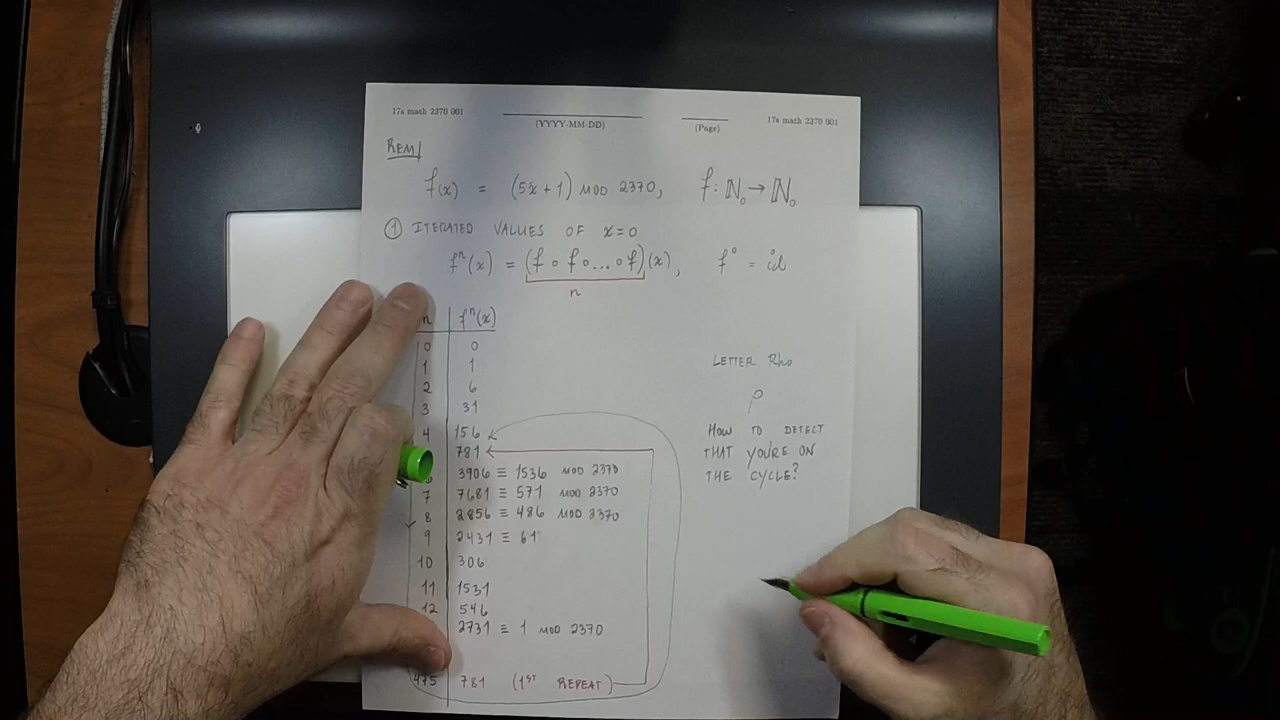 17s math 2370 001 (YYYY-MM-DD) (Page) 17s math 2370 001
REM/
f(x) = (5x + 1) MOD 2370, f: ℕ₀ → ℕ₀
① ITERATED VALUES OF x=0
fⁿ(x) = (f ∘ f ∘ ... ∘ f)(x), f⁰ = id
n
n fⁿ(x)
0 0
1 1
2 6
3 31
4 156
781
3906 ≡ 1536 MOD 2370
7 7681 ≡ 571 MOD 2370
8 2856 ≡ 486 MOD 2370
9 2431 ≡ 61
10 306
11 1531
12 546
2731 ≡ 1 MOD 2370
475 781 (1ST REPEAT)
LETTER Rho
ρ
HOW TO DETECT
THAT YOU'RE ON
THE CYCLE?